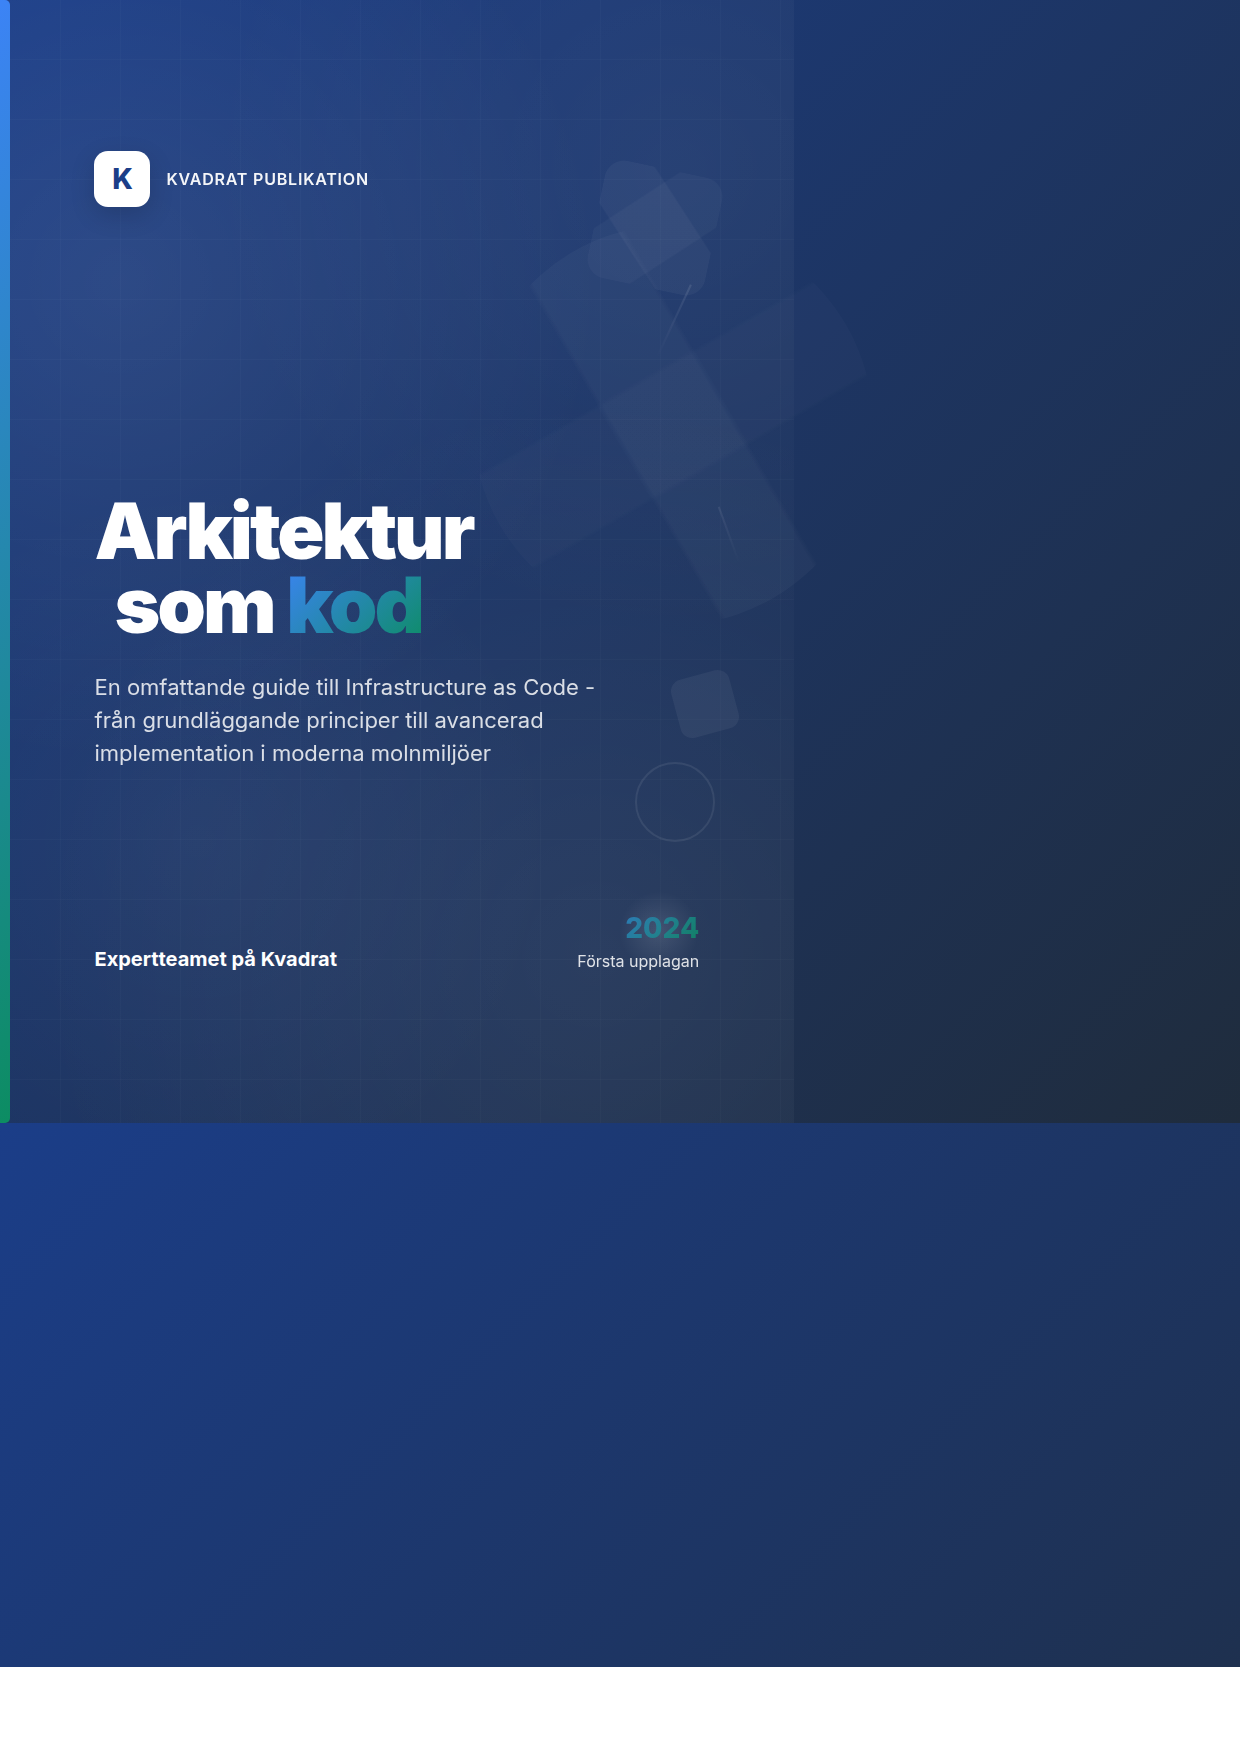 K
KVADRAT PUBLIKATION
Arkitektur
som kod
En omfattande guide till Infrastructure as Code -
från grundläggande principer till avancerad
implementation i moderna molnmiljöer
2024
Expertteamet på Kvadrat
Första upplagan